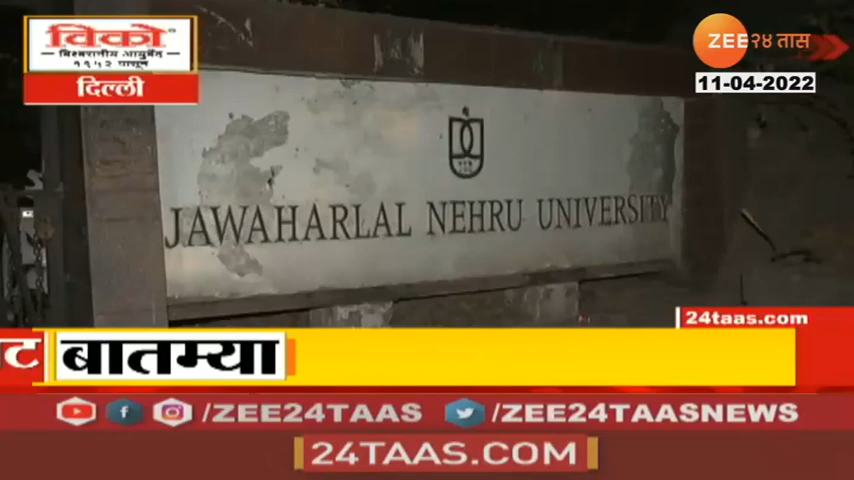 विको
विश्वसनीय आयुर्वेद
१९५२ पासून
दिल्ली
ZEE २४ तास
11-04-2022
JAWAHARLAL NEHRU UNIVERSITY
24taas.com
बातम्या
/ZEE24TAAS
/ZEE24TAASNEWS
24TAAS.COM